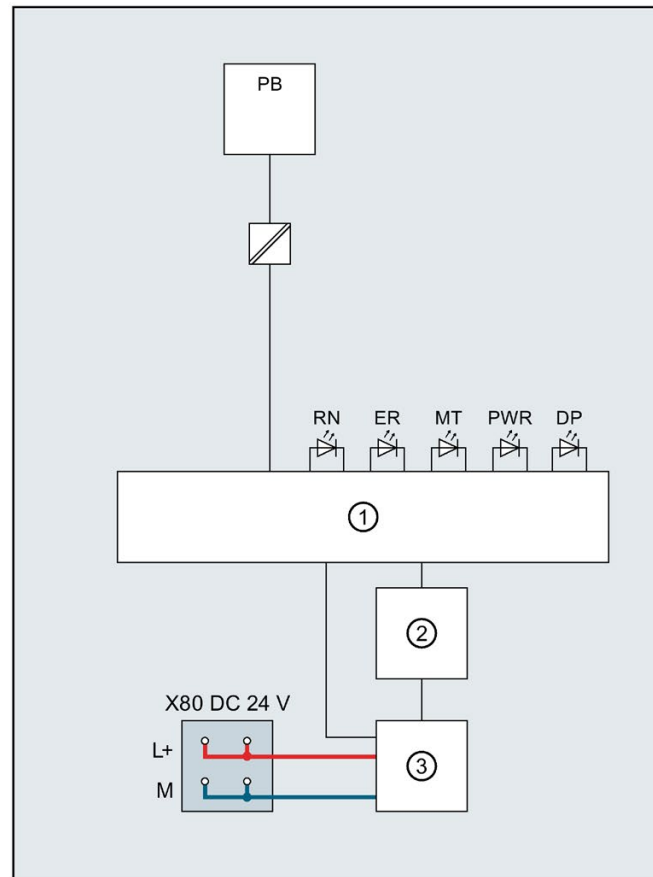 PB
RN ER MT PWR DP
①
②
X80 DC 24 V
L+
③
M